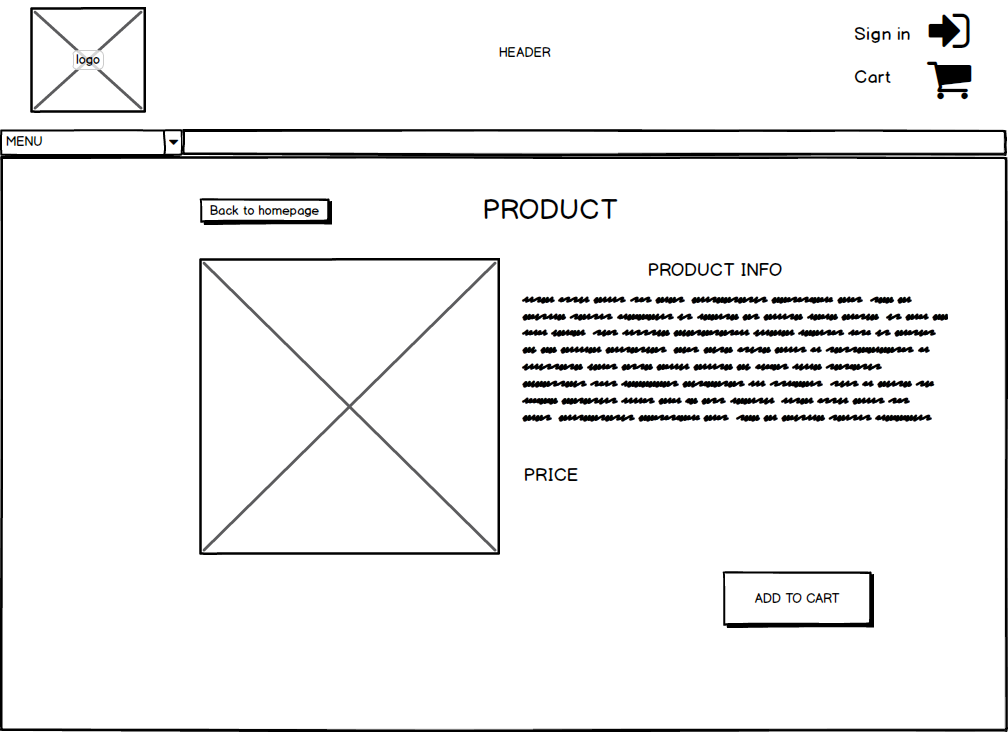 logo
HEADER
Sign in
Cart
MENU
Back to homepage
PRODUCT
PRODUCT INFO
PRICE
ADD TO CART